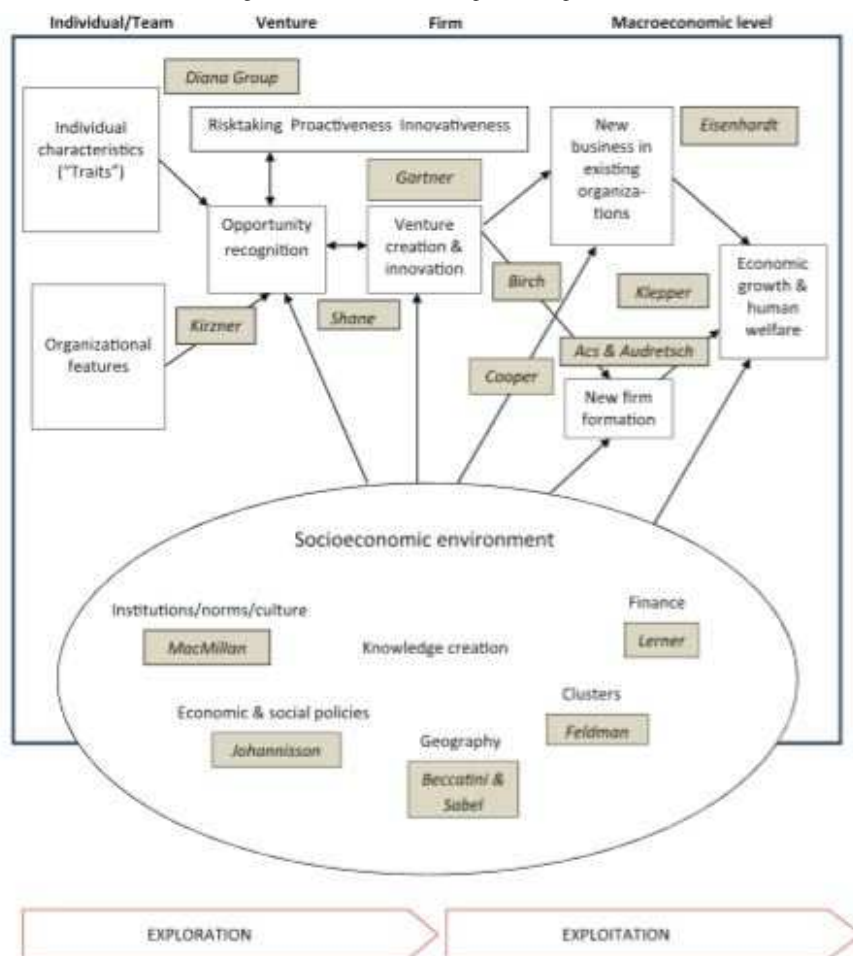 Individual/Team Venture Firm Macroeconomic level
Diana Group
Individual
characteristics
("Traits")
Risktaking Proactiveness Innovativeness
New
business in
existing
organiza-
tions
Eisenhardt
Gartner
Opportunity
recognition
Venture
creation &
innovation
Economic
growth &
human
welfare
Birch
Klepper
Organizational
features
Kirzner
Shane
Acs & Audretsch
Cooper
New firm
formation
Socioeconomic environment
Institutions/norms/culture
MacMillan
Knowledge creation
Finance
Lerner
Economic & social policies
Johannisson
Clusters
Feldman
Geography
Beccatini &
Sabel
EXPLORATION
EXPLOITATION